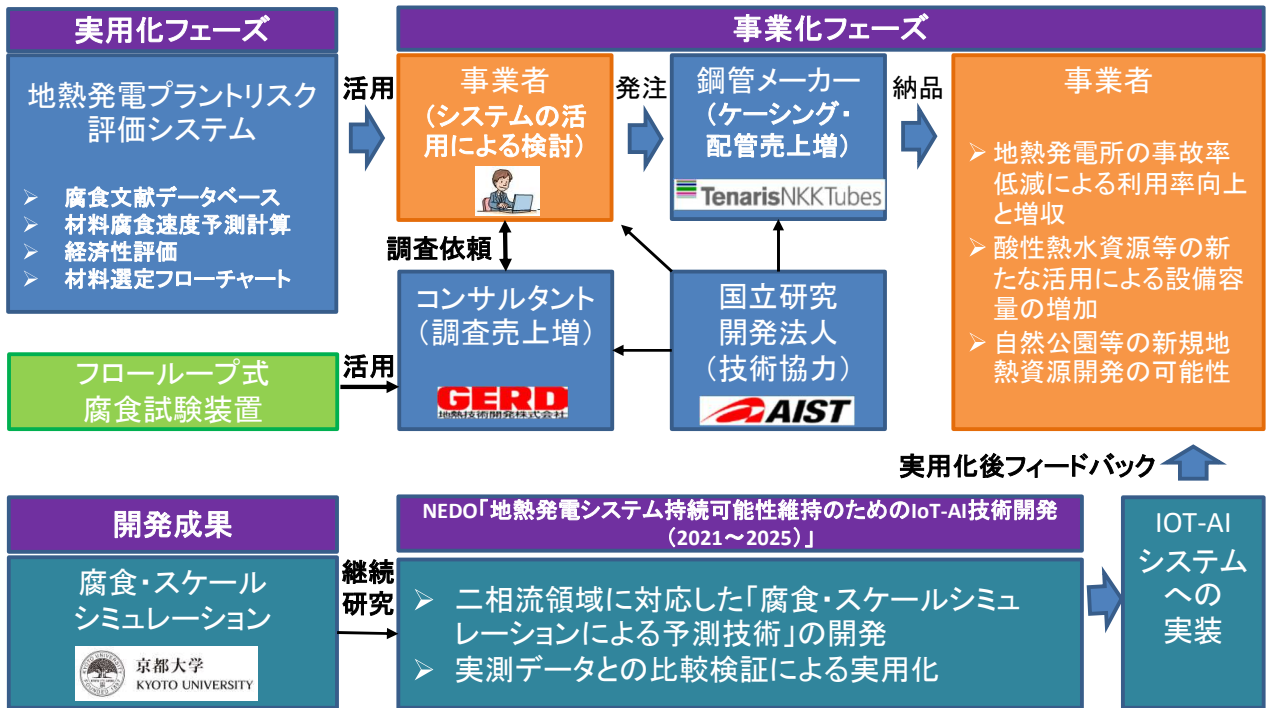 実用化フェーズ
地熱発電プラントリスク
評価システム
➢ 腐食文献データベース
➢ 材料腐食速度予測計算
➢ 経済性評価
➢ 材料選定フローチャート
活用
フローループ式
腐食試験装置
活用
事業化フェーズ
事業者
(システムの活
用による検討)
調査依頼
コンサルタント
(調査売上増)
GERD
地熱技術開発株式会社
発注
鋼管メーカー
(ケーシング・
配管売上増)
TenarisNKKTubes
国立研究
開発法人
(技術協力)
AIST
納品
事業者
➢ 地熱発電所の事故率
低減による利用率向上
と増収
➢ 酸性熱水資源等の新
たな活用による設備容
量の増加
➢ 自然公園等の新規地
熱資源開発の可能性
実用化後フィードバック
開発成果
腐食・スケール
シミュレーション
京都大学
KYOTO UNIVERSITY
継続
研究
NEDO「地熱発電システム持続可能性維持のためのIoT-AI技術開発
(2021～2025)」
➢ 二相流領域に対応した「腐食・スケールシミュ
レーションによる予測技術」の開発
➢ 実測データとの比較検証による実用化
IOT-AI
システム
への
実装